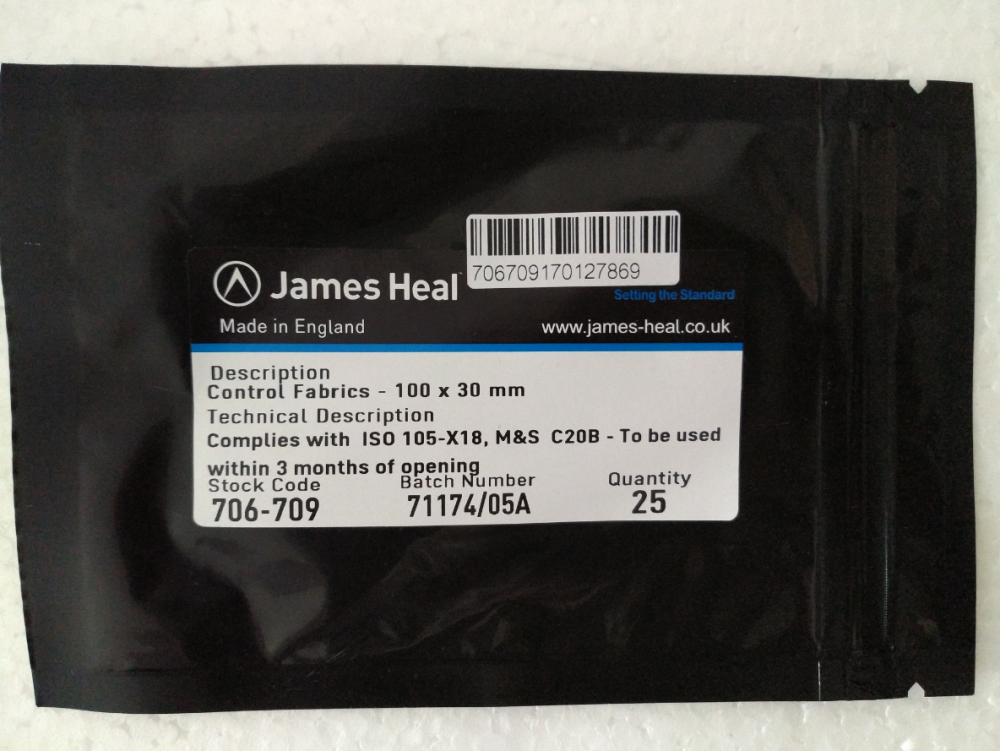 706709170127869
James Heal
Setting the Standard
Made in England www.james-heal.co.uk
Description
Control Fabrics - 100 x 30 mm
Technical Description
Complies with ISO 105-X18, M&S C20B - To be used
within 3 months of opening
Stock Code Batch Number Quantity
706-709 71174/05A 25